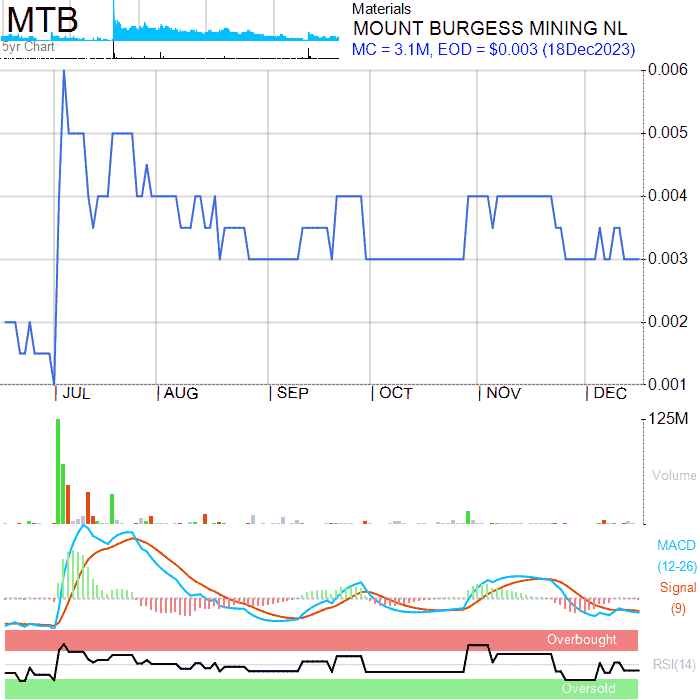 MTB
5yr Chart
Materials
MOUNT BURGESS MINING NL
MC = 3.1M, EOD = $0.003 (18Dec2023)
0.006
0.005
0.004
0.003
0.002
0.001
JUL
AUG
SEP
OCT
NOV
DEC
125M
Volume
MACD
(12-26)
Signal
(9)
Overbought
RSI(14)
Oversold